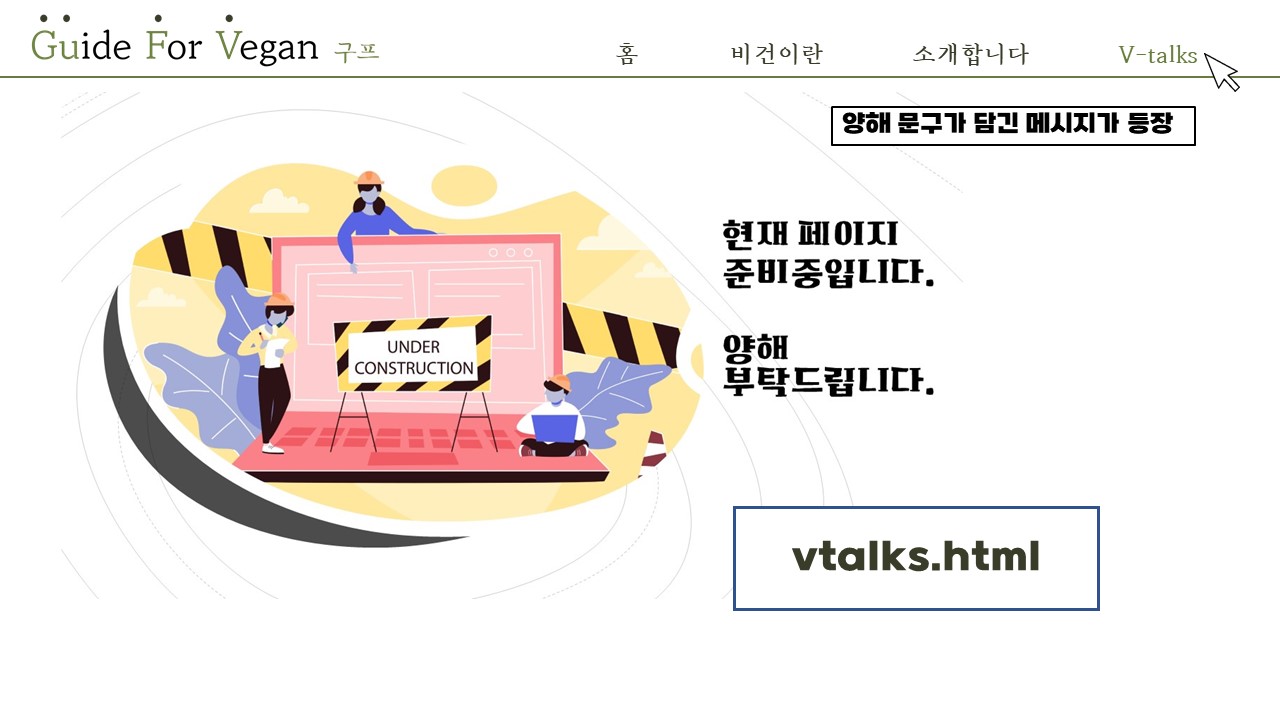 Guide For Vegan 구프
홈 비건이란 소개합니다 V-talks
양해 문구가 담긴 메시지가 등장
현재 페이지
준비중입니다.
양해
부탁드립니다.
UNDER
CONSTRUCTION
vtalks.html